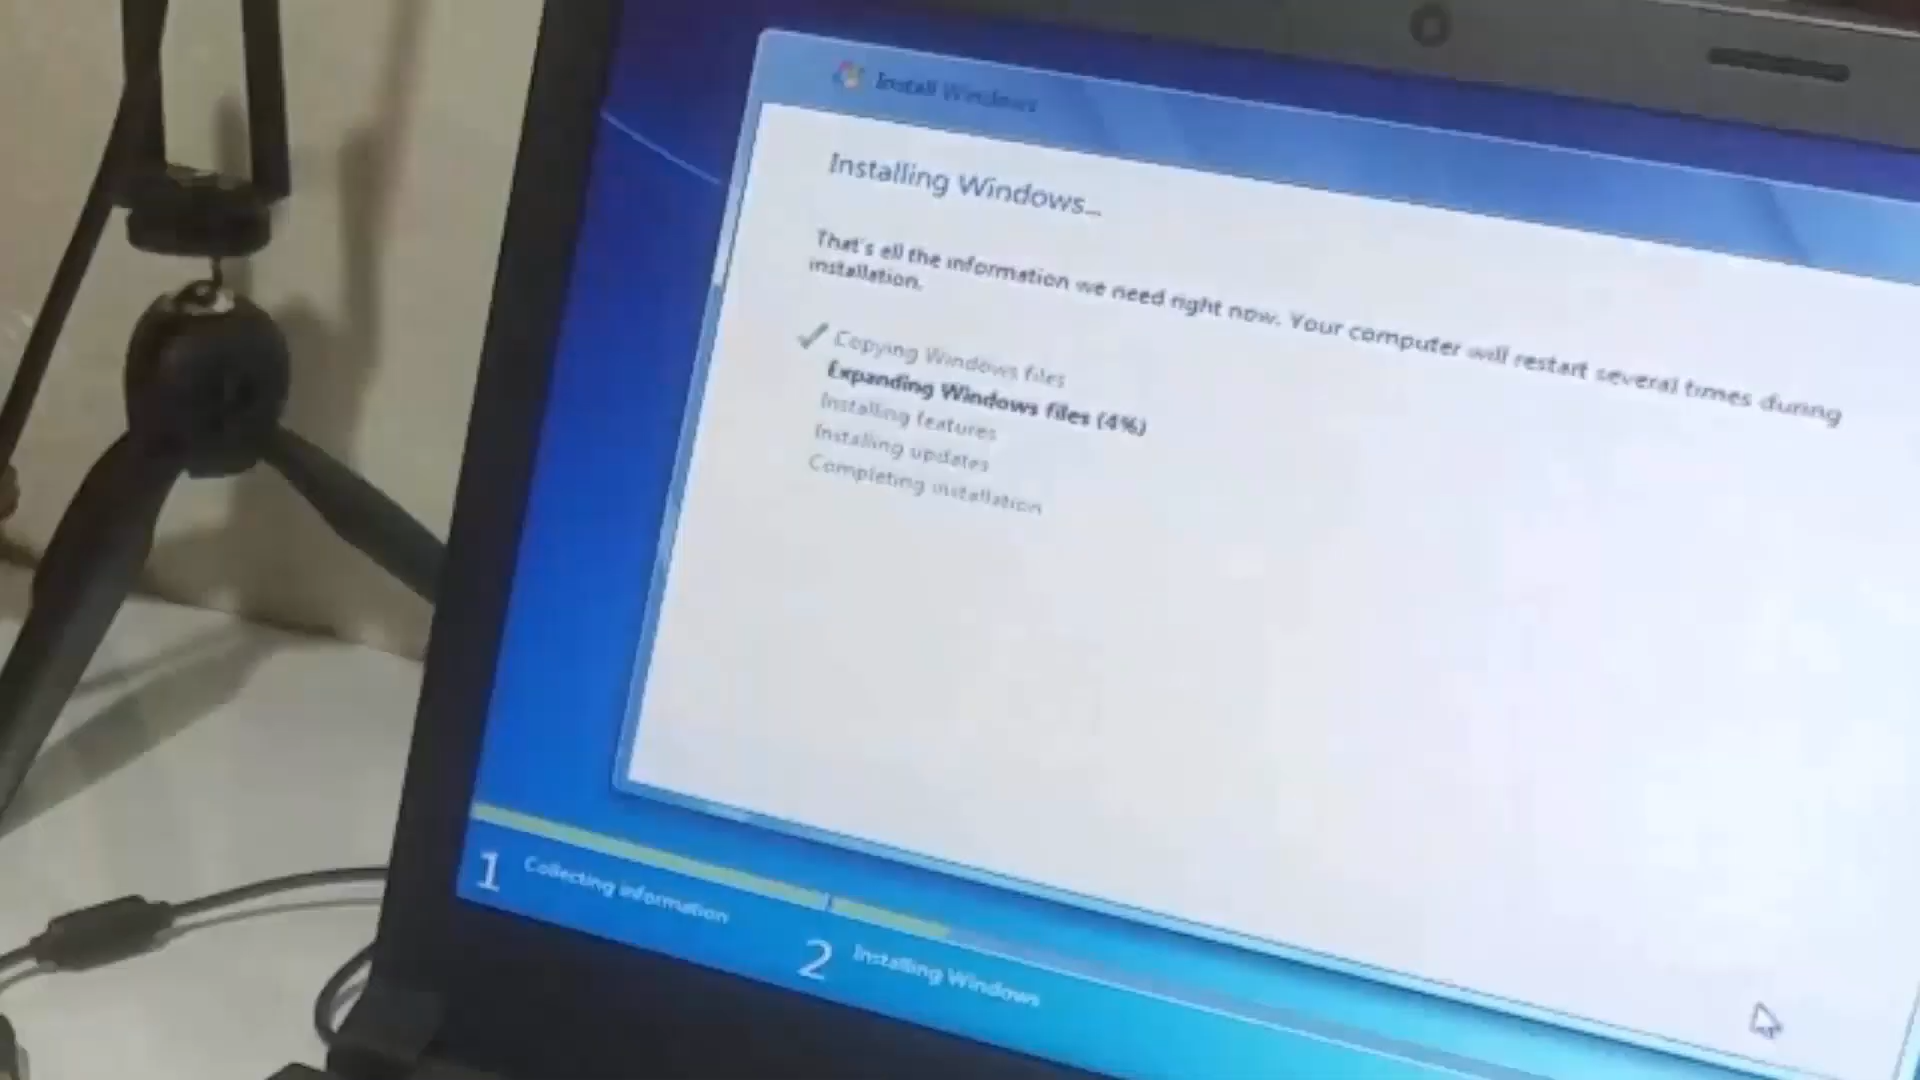 Install Windows
Installing Windows...
That's all the information we need right now. Your computer will restart several times during
installation.
Copying Windows files
Expanding Windows files (4%)
Installing features
Installing updates
Completing installation
1 Collecting information
2 Installing Windows